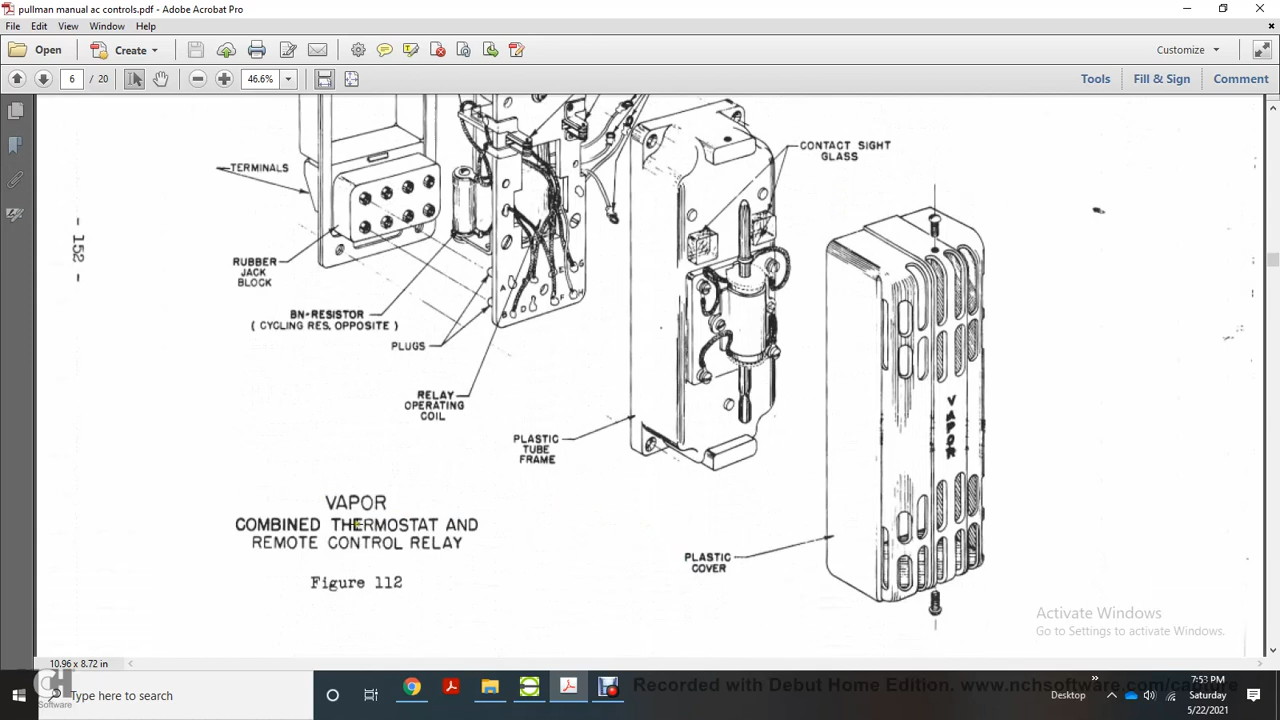 pullman manual ac controls.pdf - Adobe Acrobat Pro
File Edit View Window Help
Open Create Customize
6 / 20 46.6% Tools Fill & Sign Comment
- 152 -
TERMINALS
RUBBER
JACK
BLOCK
BN-RESISTOR
( CYCLING RES, OPPOSITE )
PLUGS
RELAY
OPERATING
COIL
A
B
D
E
F
G
H
CONTACT SIGHT
GLASS
PLASTIC
TUBE
FRAME
VAPOR
PLASTIC
COVER
VAPOR
COMBINED THERMOSTAT AND
REMOTE CONTROL RELAY
Figure 112
Activate Windows
Go to Settings to activate Windows.
10.96 x 8.72 in
CH
Software
Type here to search
Recorded with Debut Home Edition. www.nchsoftware.com/capture
Desktop
7:53 PM
Saturday
5/22/2021